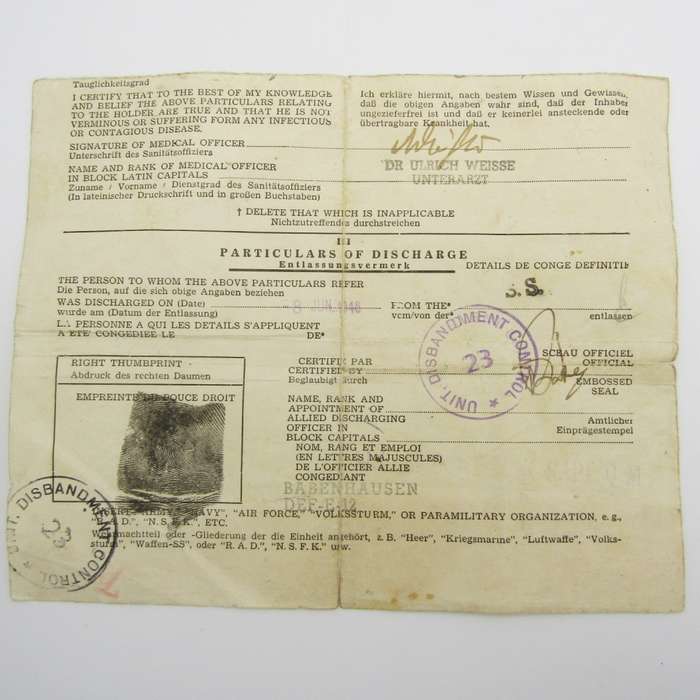 Tauglichkeitsgrad
I CERTIFY THAT TO THE BEST OF MY KNOWLEDGE
AND BELIEF THE ABOVE PARTICULARS RELATING
TO THE HOLDER ARE TRUE AND THAT HE IS NOT
VERMINOUS OR SUFFERING FORM ANY INFECTIOUS
OR CONTAGIOUS DISEASE.
Ich erkläre hiermit, nach bestem Wissen und Gewissen,
daß die obigen Angaben wahr sind, daß der Inhaber
ungezieferfrei ist und daß er keinerlei ansteckende oder
übertragbare Krankheit hat.
SIGNATURE OF MEDICAL OFFICER
Unterschrift des Sanitätsoffiziers
NAME AND RANK OF MEDICAL OFFICER
IN BLOCK LATIN CAPITALS
Zuname / Vorname / Dienstgrad des Sanitätsoffiziers
(In lateinischer Druckschrift und in großen Buchstaben)
DR ULRICH WEISSE
UNTERARZT
† DELETE THAT WHICH IS INAPPLICABLE
Nichtzutreffendes durchstreichen
III
PARTICULARS OF DISCHARGE
Entlassungsvermerk
DETAILS DE CONGE DEFINITIF
THE PERSON TO WHOM THE ABOVE PARTICULARS REFER
Die Person, auf die sich obige Angaben beziehen
WAS DISCHARGED ON (Date) 8 JUN. 1946 FROM THE* S.S.
wurde am (Datum der Entlassung) vom/von der* entlassen
LA PERSONNE A QUI LES DETAILS S'APPLIQUENT
A ETE CONGEDIEE LE DE*
RIGHT THUMBPRINT
Abdruck des rechten Daumen
EMPREINTE DU POUCE DROIT
CERTIFIE PAR
CERTIFIED BY
Beglaubigt durch
UNIT DISBANDMENT CONTROL
23
SCEAU OFFICIEL
OFFICIAL
EMBOSSED
SEAL
NAME, RANK AND
APPOINTMENT OF
ALLIED DISCHARGING
OFFICER IN
BLOCK CAPITALS
Amtlicher
Einprägestempel
NOM, RANG ET EMPLOI
(EN LETTRES MAJUSCULES)
DE L'OFFICIER ALLIE
CONGEDIANT
BABENHAUSEN
UNIT DISBANDMENT CONTROL
23
INSERT "ARMY," "NAVY", "AIR FORCE," "VOLKSSTURM," OR PARAMILITARY ORGANIZATION, e. g.,
"R. A. D.", "N. S. F. K.", ETC.
Wehrmachtteil oder -Gliederung der die Einheit angehört, z. B. "Heer", "Kriegsmarine", "Luftwaffe", "Volks-
sturm", "Waffen-SS", oder "R. A. D.", "N. S. F. K." usw.